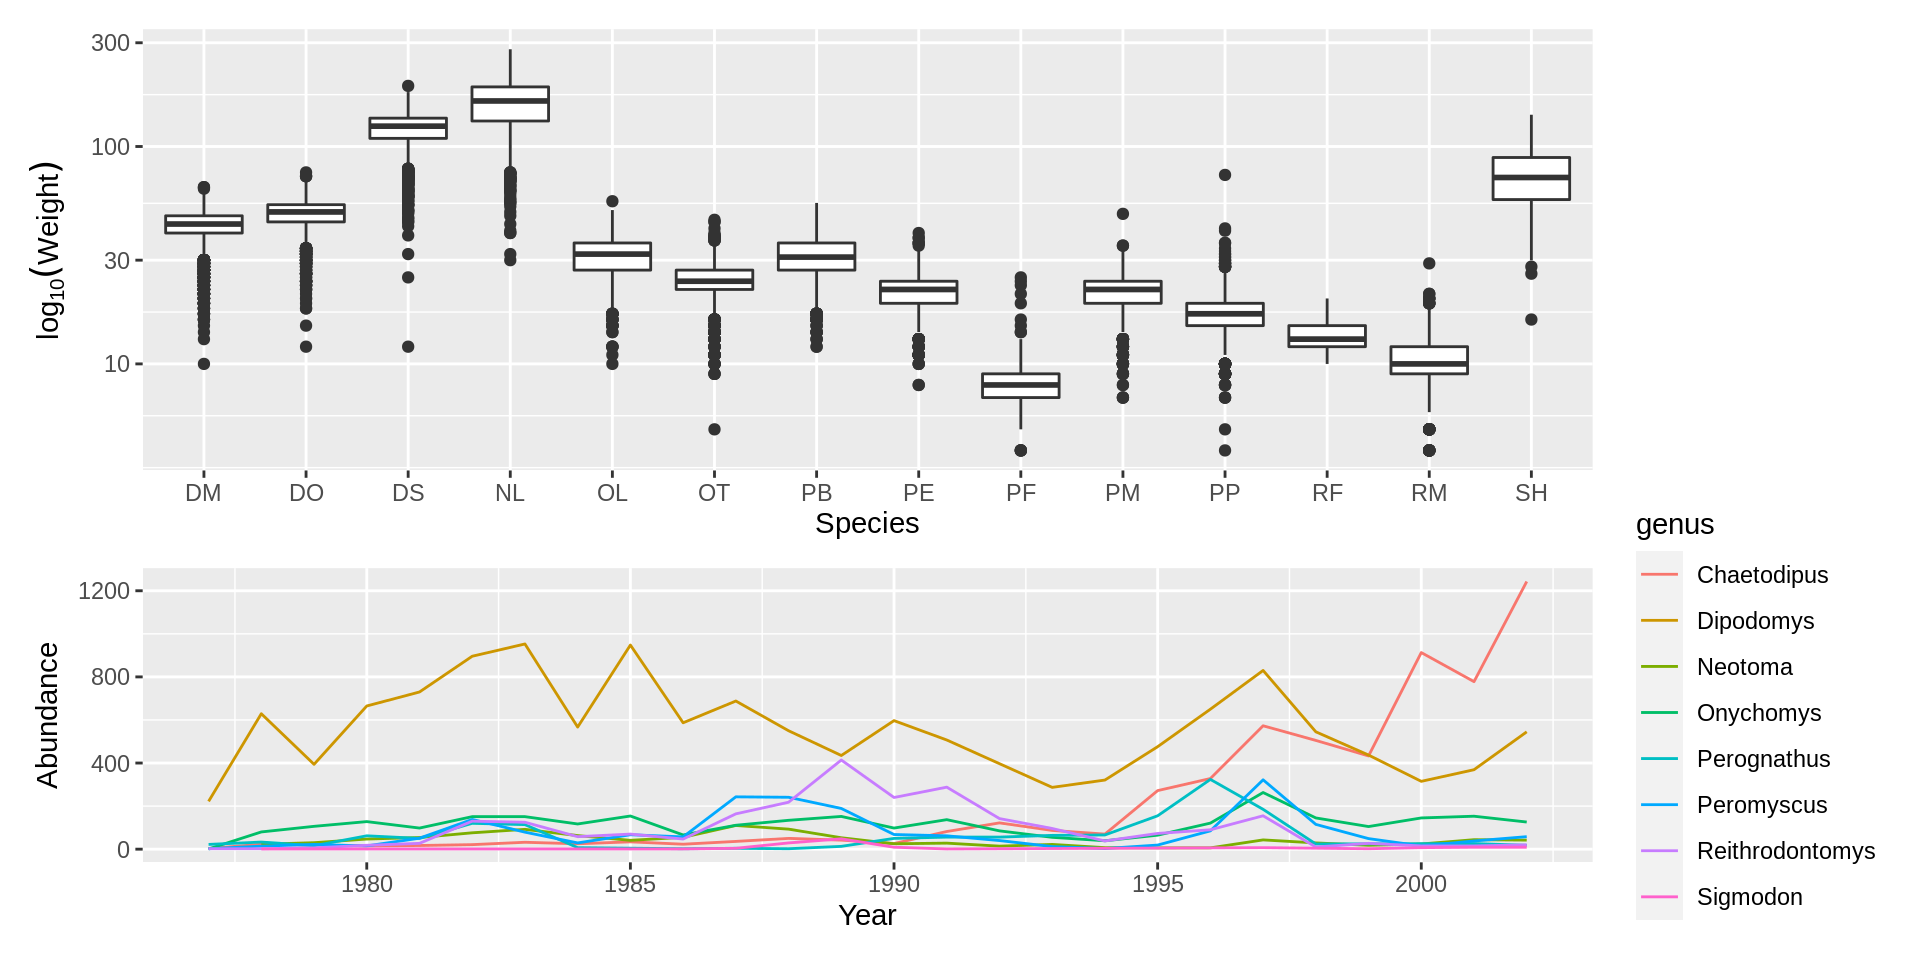 300
100
30
10
log10(Weight)
DM DO DS NL OL OT PB PE PF PM PP RF RM SH
Species
1200
800
400
0
Abundance
1980 1985 1990 1995 2000
Year
genus
Chaetodipus
Dipodomys
Neotoma
Onychomys
Perognathus
Peromyscus
Reithrodontomys
Sigmodon